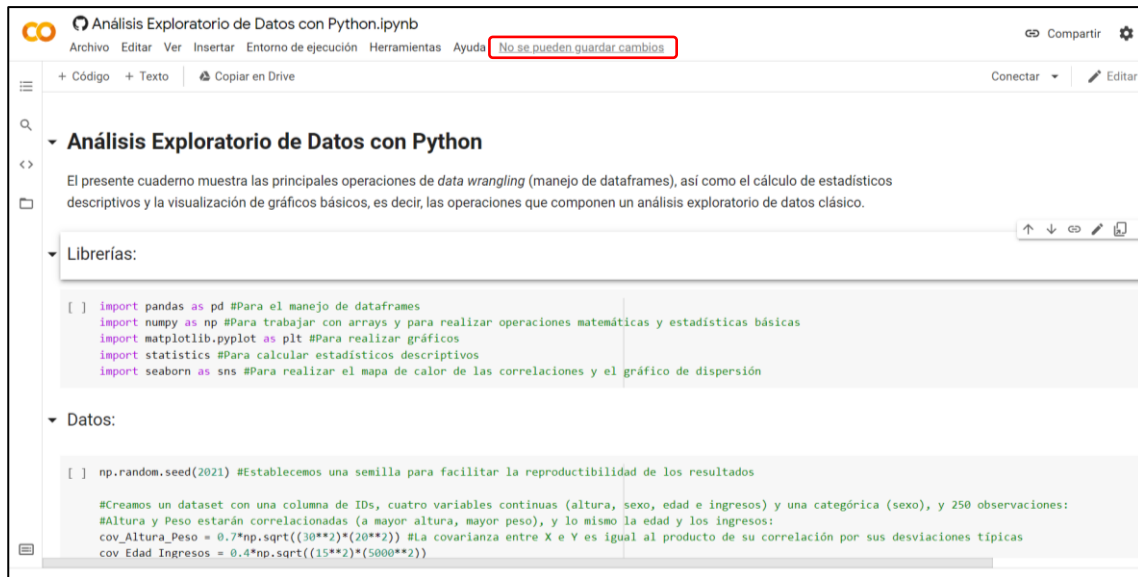 Análisis Exploratorio de Datos con Python.ipynb
Archivo Editar Ver Insertar Entorno de ejecución Herramientas Ayuda No se pueden guardar cambios
Compartir
+ Código + Texto Copiar en Drive
Conectar Editar
Análisis Exploratorio de Datos con Python
El presente cuaderno muestra las principales operaciones de data wrangling (manejo de dataframes), así como el cálculo de estadísticos
descriptivos y la visualización de gráficos básicos, es decir, las operaciones que componen un análisis exploratorio de datos clásico.
Librerías:
[ ] import pandas as pd #Para el manejo de dataframes
import numpy as np #Para trabajar con arrays y para realizar operaciones matemáticas y estadísticas básicas
import matplotlib.pyplot as plt #Para realizar gráficos
import statistics #Para calcular estadísticos descriptivos
import seaborn as sns #Para realizar el mapa de calor de las correlaciones y el gráfico de dispersión
Datos:
[ ] np.random.seed(2021) #Establecemos una semilla para facilitar la reproductibilidad de los resultados
#Creamos un dataset con una columna de IDs, cuatro variables continuas (altura, sexo, edad e ingresos) y una categórica (sexo), y 250 observaciones:
#Altura y Peso estarán correlacionadas (a mayor altura, mayor peso), y lo mismo la edad y los ingresos:
cov_Altura_Peso = 0.7*np.sqrt((30**2)*(20**2)) #La covarianza entre X e Y es igual al producto de su correlación por sus desviaciones típicas
cov_Edad_Ingresos = 0.4*np.sqrt((15**2)*(5000**2))